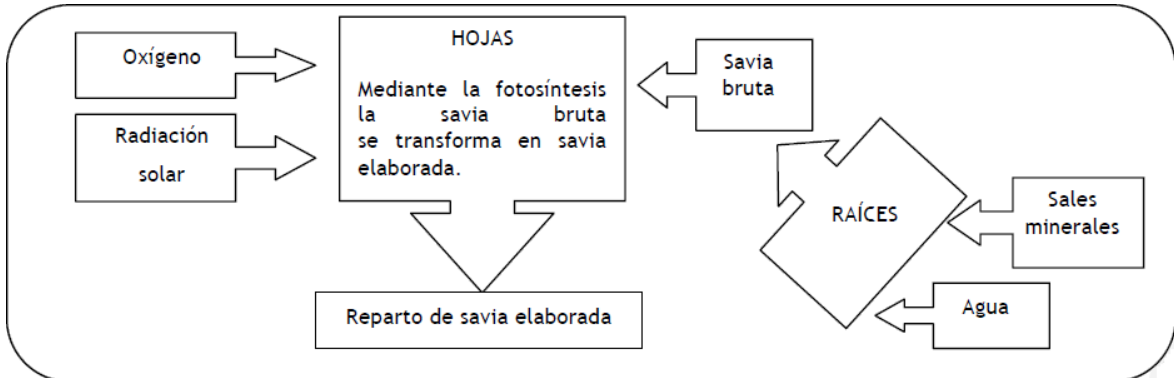 Oxígeno
Radiación
solar
HOJAS
Mediante la fotosíntesis
la savia bruta
se transforma en savia
elaborada.
Savia
bruta
RAÍCES
Sales
minerales
Agua
Reparto de savia elaborada